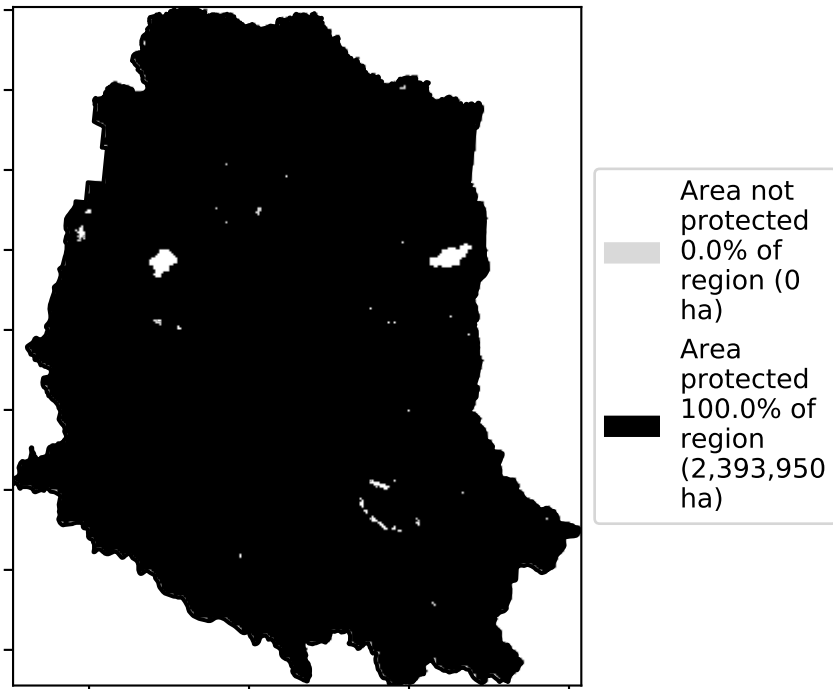 Area not
protected
0.0% of
region (0
ha)
Area
protected
100.0% of
region
(2,393,950
ha)